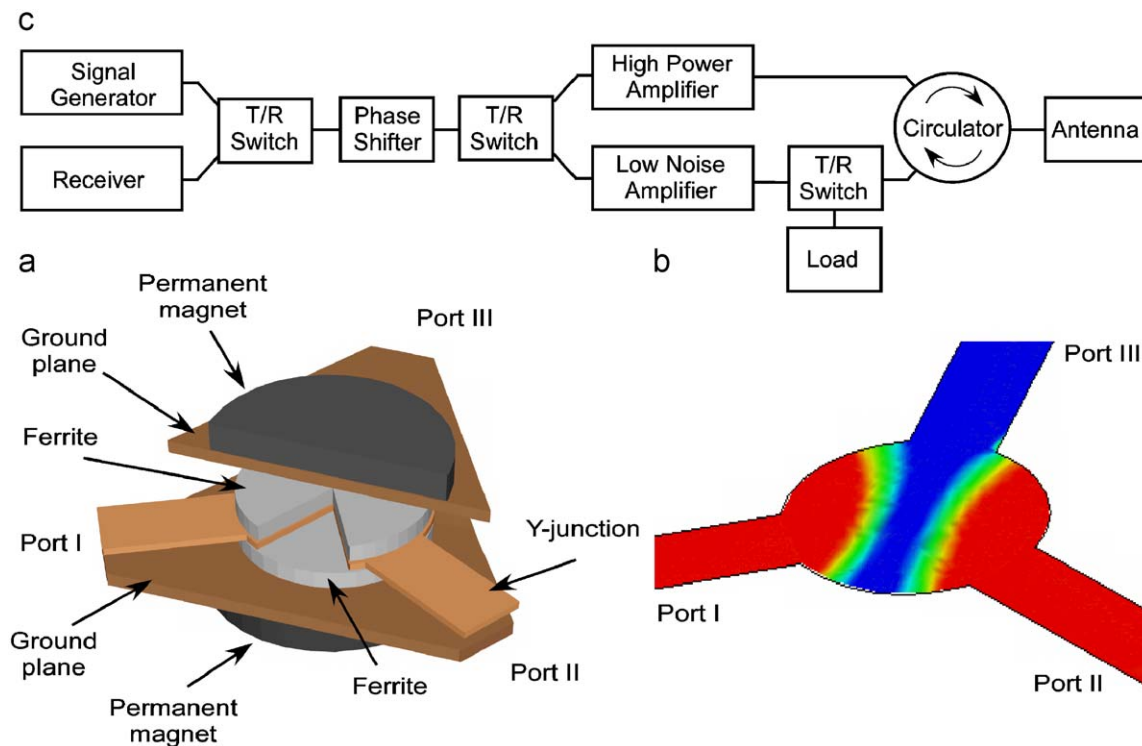 c
Signal
Generator
Receiver
T/R
Switch
Phase
Shifter
T/R
Switch
High Power
Amplifier
Low Noise
Amplifier
T/R
Switch
Load
Circulator
Antenna
a
Permanent
magnet
Port III
Ground
plane
Ferrite
Port I
Y-junction
Ground
plane
Permanent
magnet
Ferrite
Port II
b
Port III
Port I
Port II